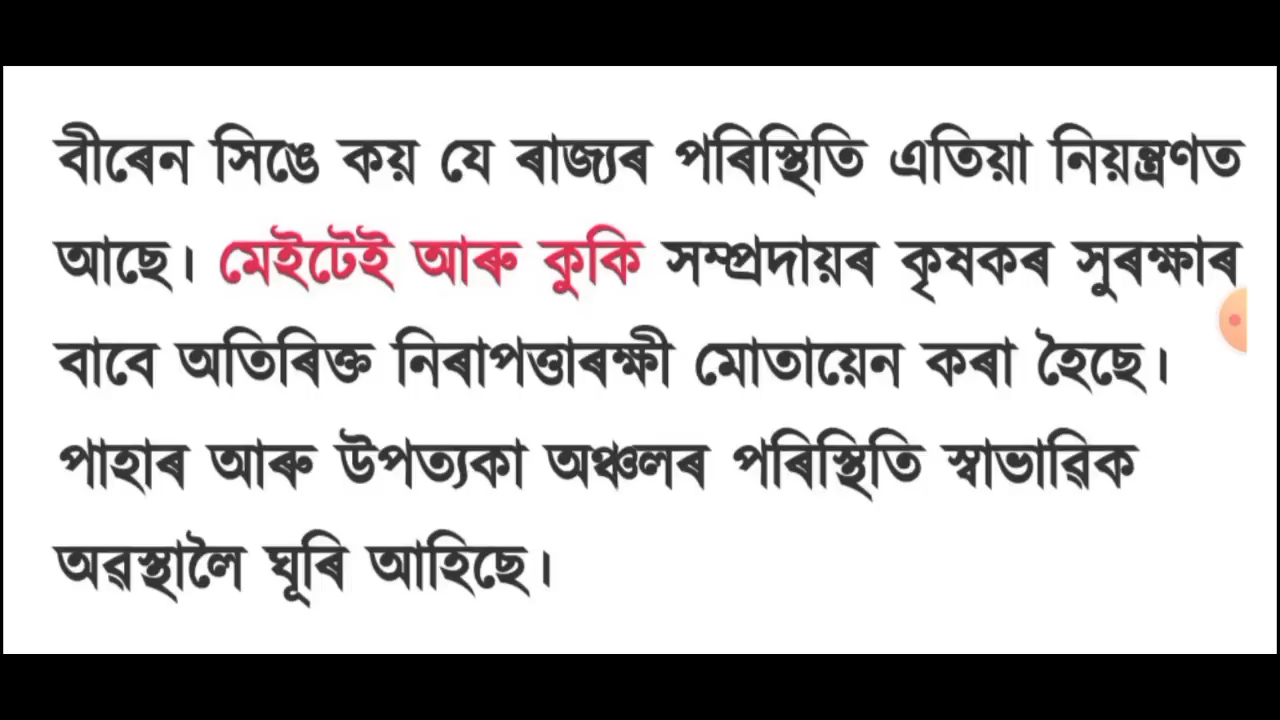 বীৰেন সিঙে কয় যে ৰাজ্যৰ পৰিস্থিতি এতিয়া নিয়ন্ত্ৰণত
আছে। মেইটেই আৰু কুকি সম্প্ৰদায়ৰ কৃষকৰ সুৰক্ষাৰ
বাবে অতিৰিক্ত নিৰাপত্তাৰক্ষী মোতায়েন কৰা হৈছে।
পাহাৰ আৰু উপত্যকা অঞ্চলৰ পৰিস্থিতি স্বাভাৱিক
অৱস্থালৈ ঘূৰি আহিছে।